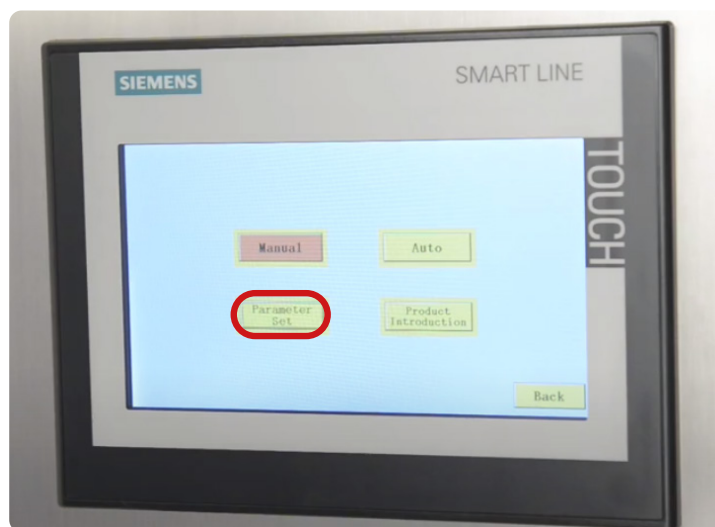 SIEMENS
SMART LINE
TOUCH
Manual
Auto
Parameter
Set
Product
Introduction
Back